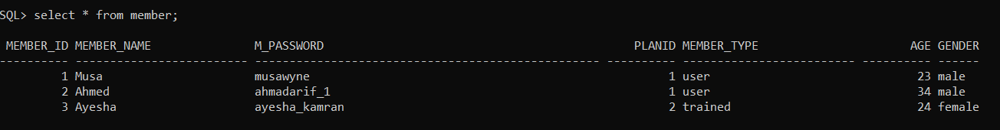 SQL> select * from member;
MEMBER_ID MEMBER_NAME M_PASSWORD PLANID MEMBER_TYPE AGE GENDER
---------- ------------------------- -------------------------------------------------- ---------- ------------------------- ---------- ------
1 Musa musawyne 1 user 23 male
2 Ahmed ahmadarif_1 1 user 34 male
3 Ayesha ayesha_kamran 2 trained 24 female